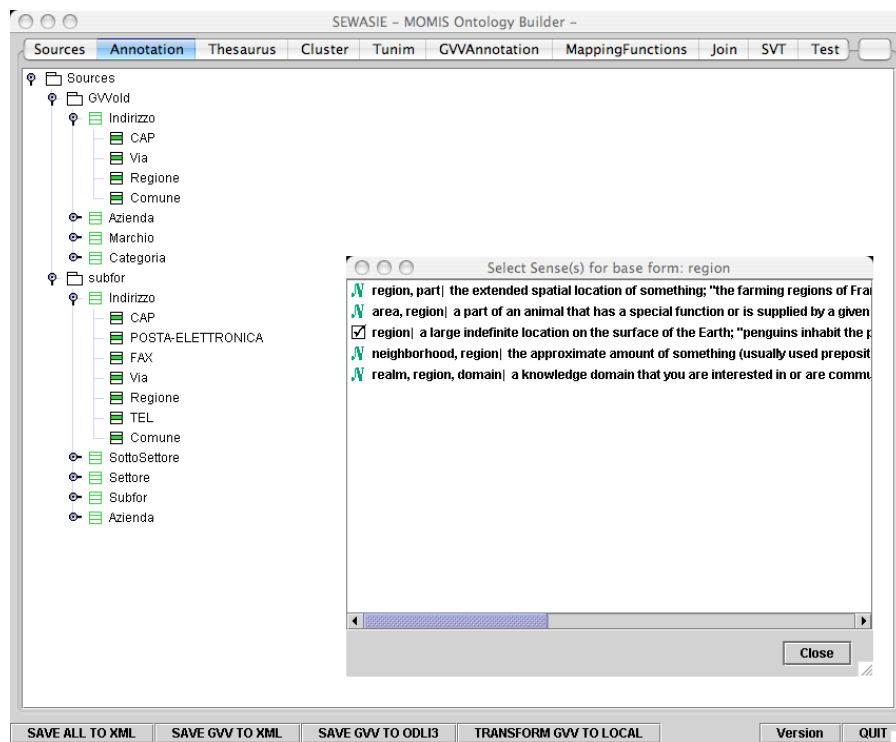 SEWASIE – MOMIS Ontology Builder –
Sources Annotation Thesaurus Cluster Tunim GVVAnnotation MappingFunctions Join SVT Test
Sources
GVVold
Indirizzo
CAP
Via
Regione
Comune
Azienda
Marchio
Categoria
subfor
Indirizzo
CAP
POSTA-ELETTRONICA
FAX
Via
Regione
TEL
Comune
SottoSettore
Settore
Subfor
Azienda
Select Sense(s) for base form: region
N region, part| the extended spatial location of something; "the farming regions of Fra
N area, region| a part of an animal that has a special function or is supplied by a given
region| a large indefinite location on the surface of the Earth; "penguins inhabit the p
N neighborhood, region| the approximate amount of something (usually used preposit
N realm, region, domain| a knowledge domain that you are interested in or are commu
Close
SAVE ALL TO XML SAVE GVV TO XML SAVE GVV TO ODLI3 TRANSFORM GVV TO LOCAL Version QUIT